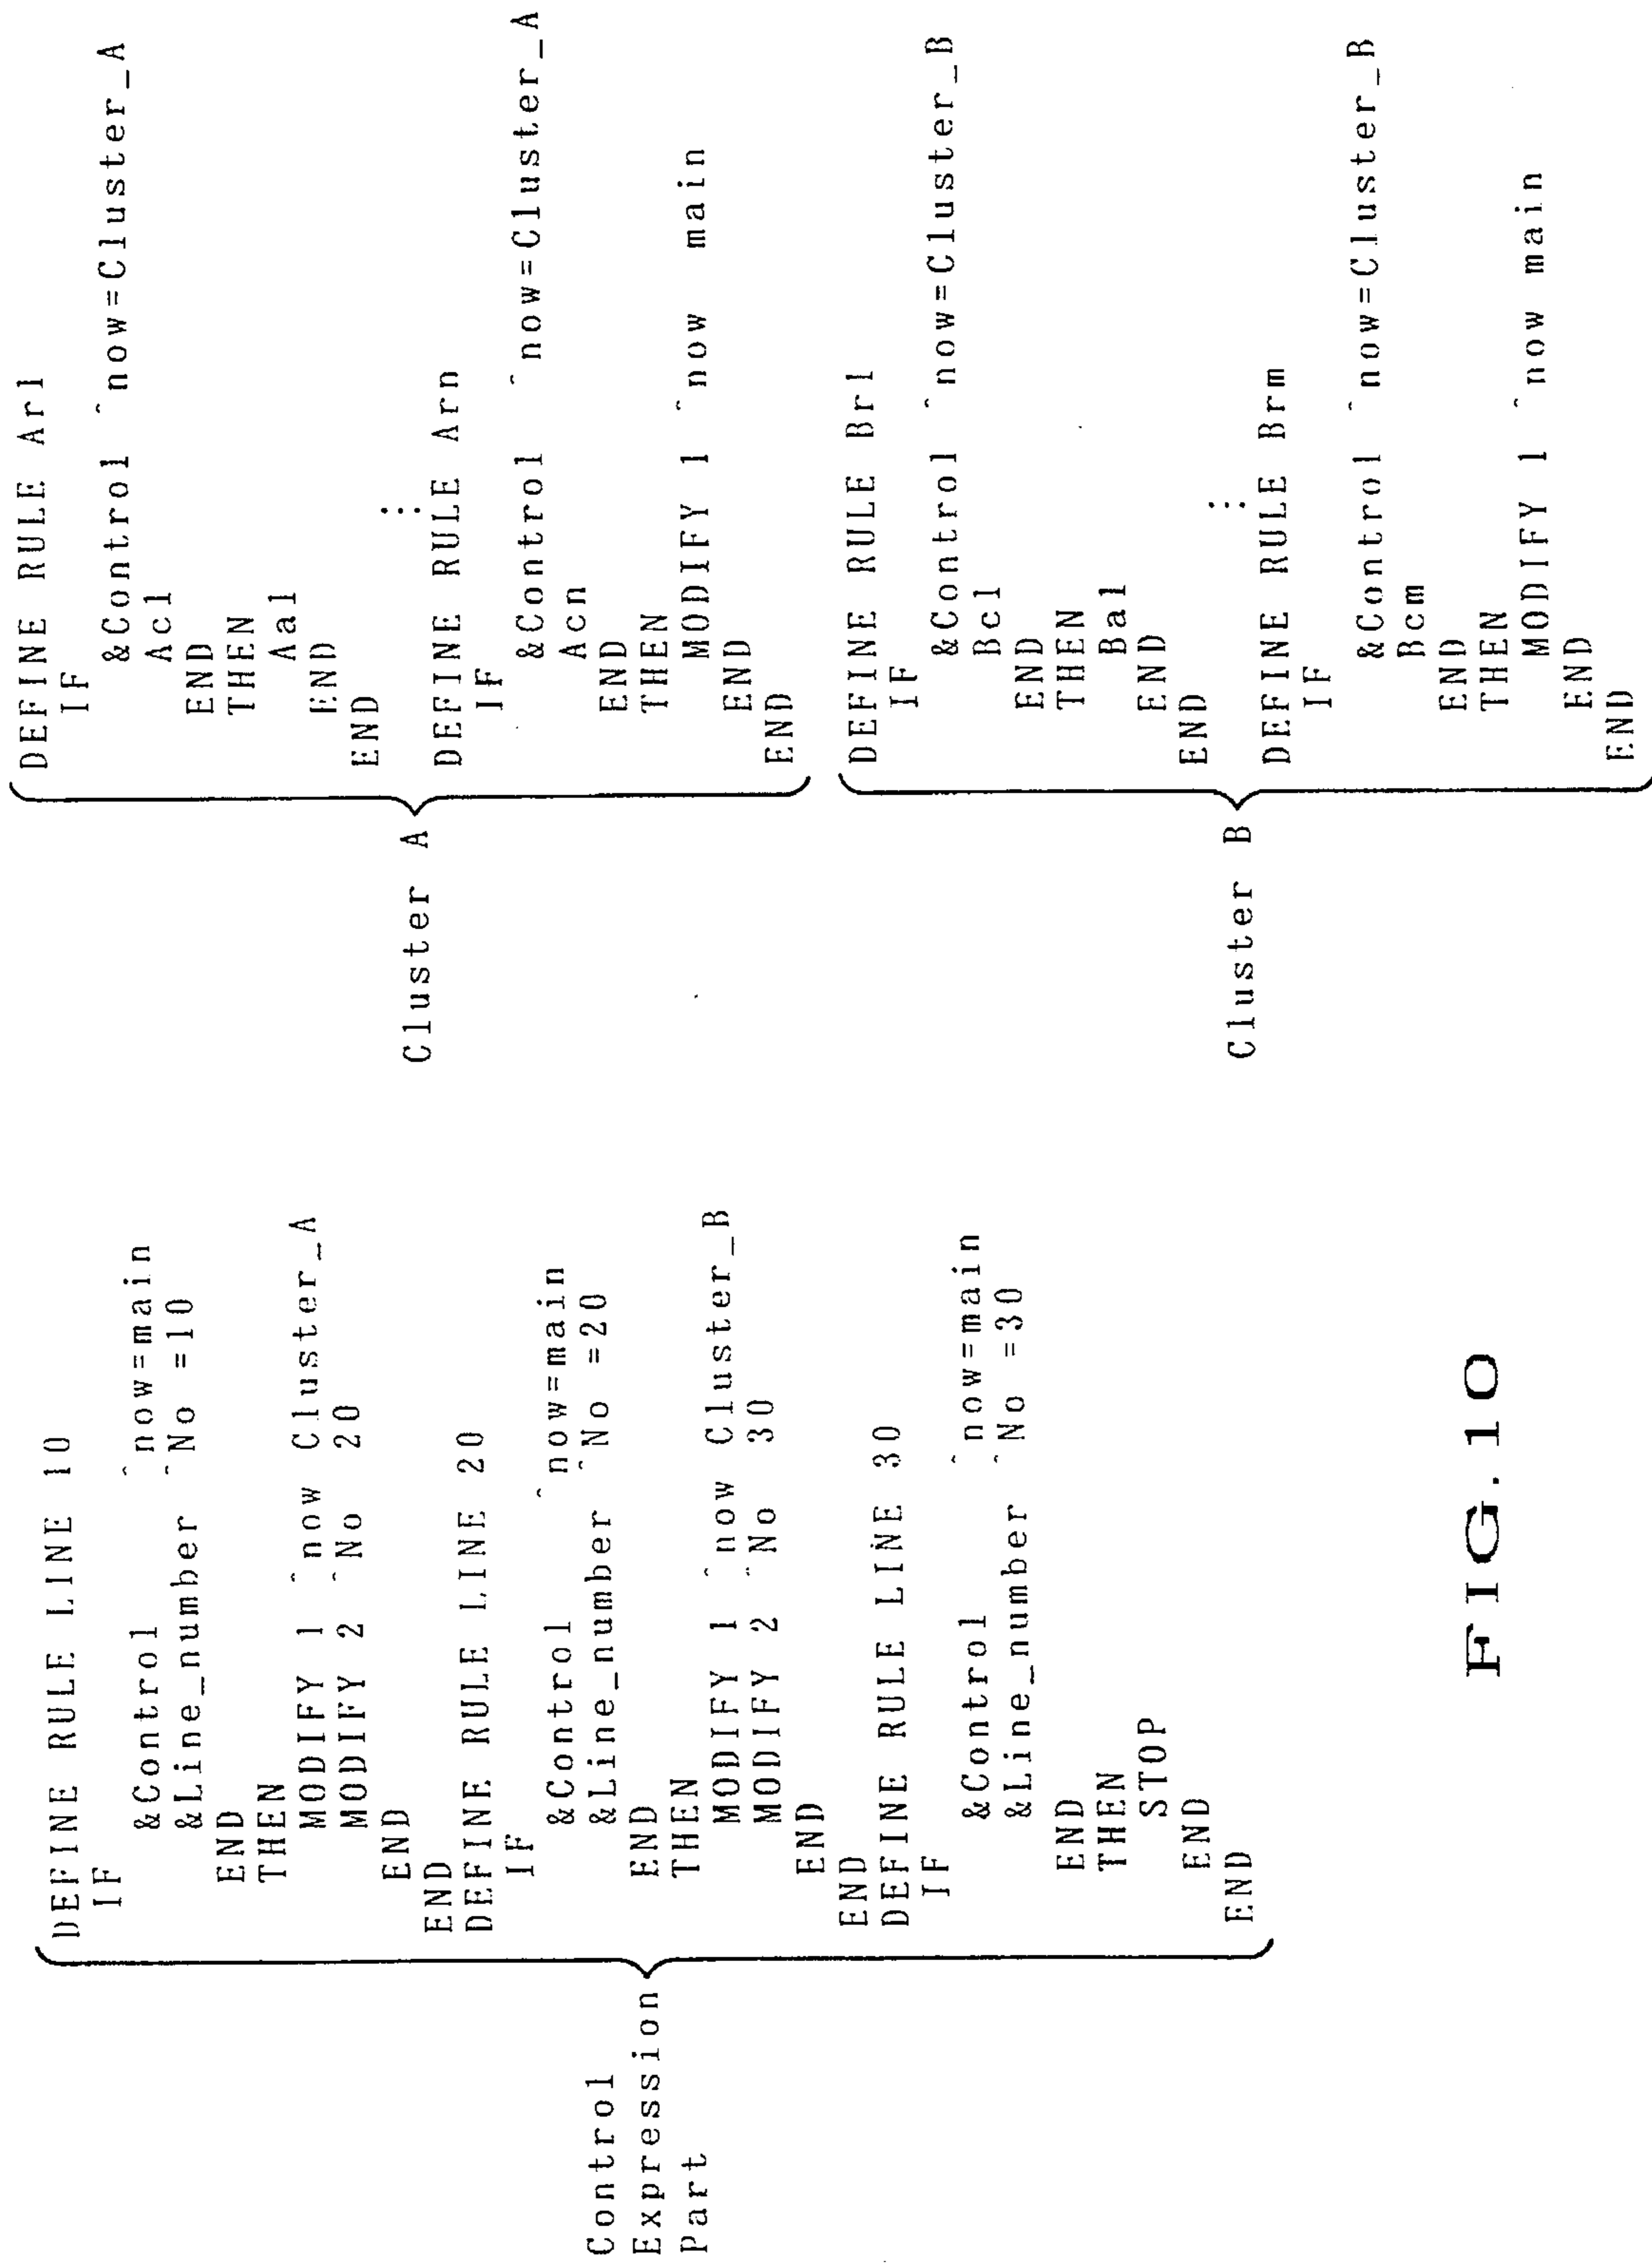 Control
Expression
Part
DEFINE RULE LINE 10
IF
&Control ^now=main
&Line_number ^No =10
END
THEN
MODIFY 1 ^now Cluster_A
MODIFY 2 ^No 20
END
END
DEFINE RULE LINE 20
IF
&Control ^now=main
&Line_number ^No =20
END
THEN
MODIFY 1 ^now Cluster_B
MODIFY 2 ^No 30
END
END
DEFINE RULE LINE 30
IF
&Control ^now=main
&Line_number ^No =30
END
THEN
STOP
END
END
Cluster A
DEFINE RULE Ar1
IF
&Control ^now=Cluster_A
Ac1
END
THEN
Aa1
END
END
⋮
DEFINE RULE Arn
IF
&Control ^now=Cluster_A
Acn
END
THEN
MODIFY 1 ^now main
END
END
Cluster B
DEFINE RULE Br1
IF
&Control ^now=Cluster_B
Bc1
END
THEN
Ba1
END
END
⋮
DEFINE RULE Brm
IF
&Control ^now=Cluster_B
Bcm
END
THEN
MODIFY 1 ^now main
END
END
FIG.10